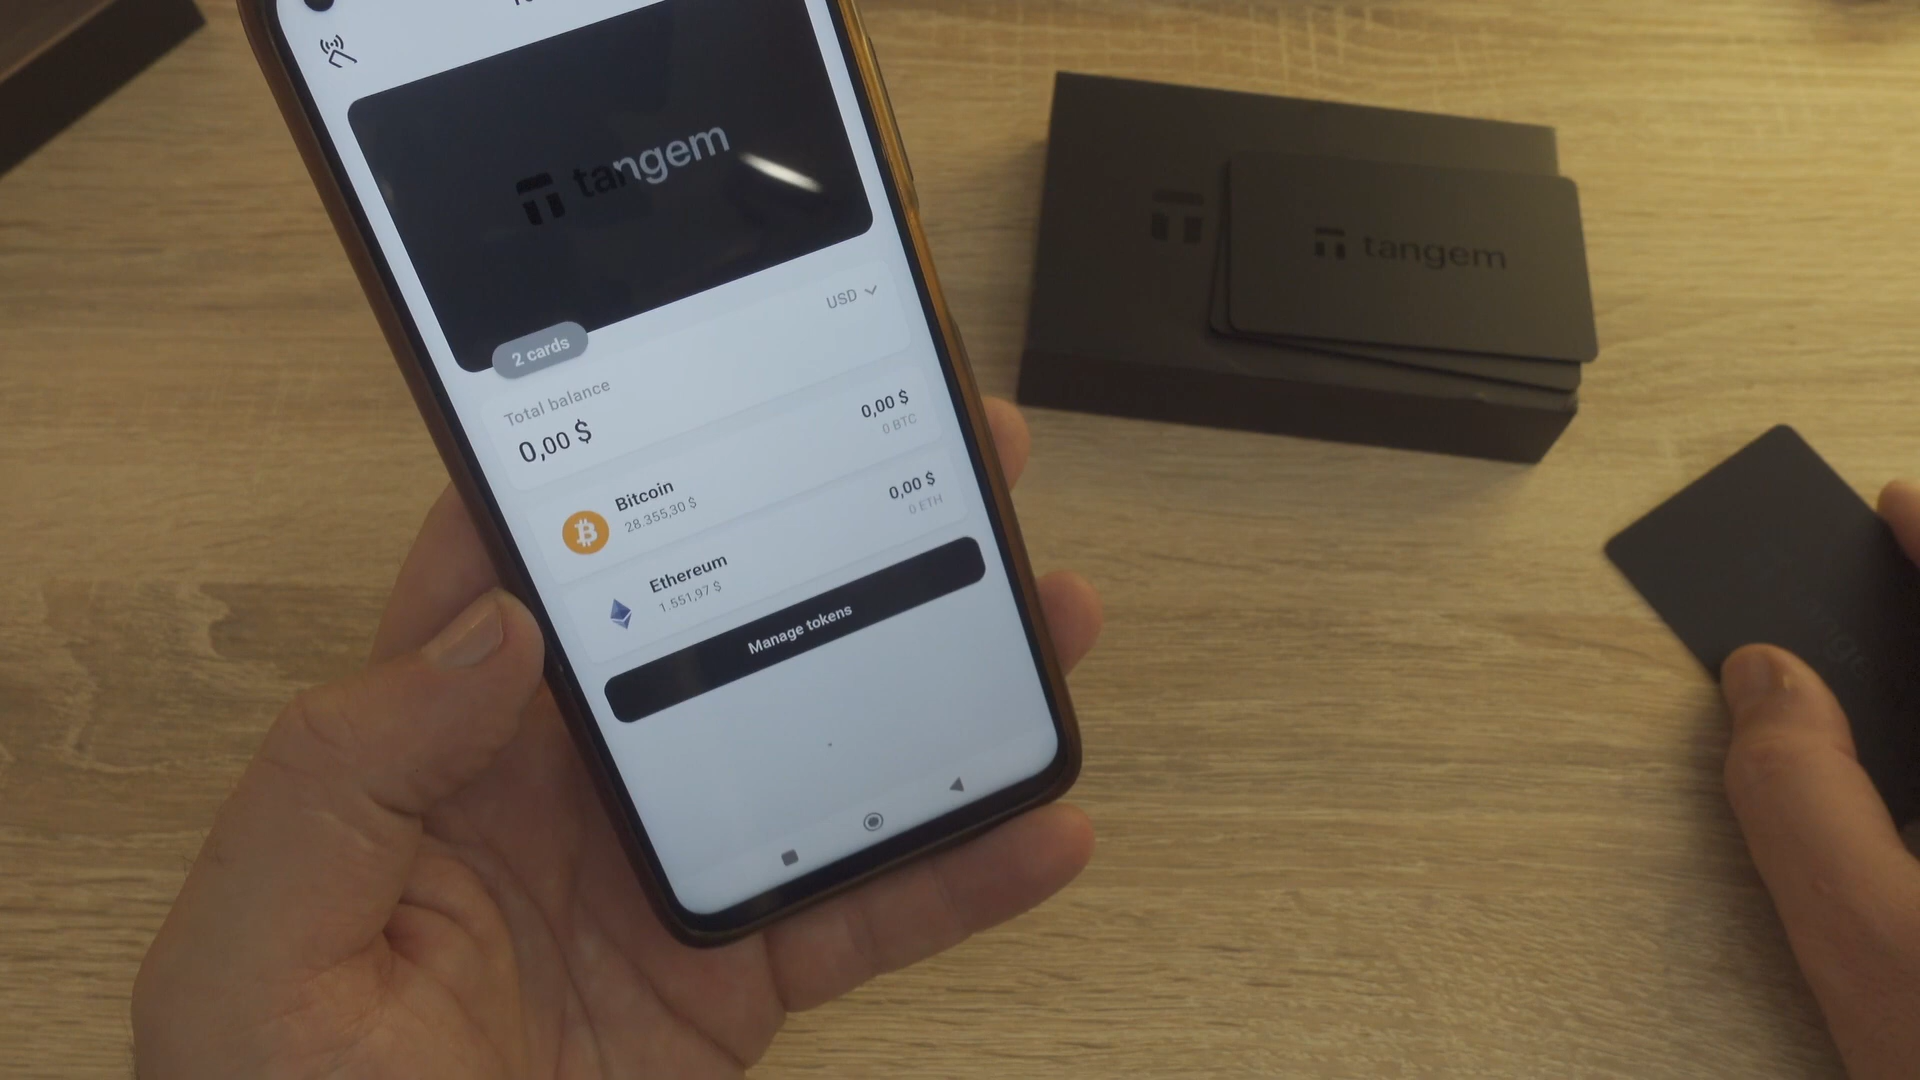 tangem
USD
2 cards
Total balance
0,00 $
Bitcoin
28.355,30 $
0,00 $
0 BTC
Ethereum
1.551,97 $
0,00 $
0 ETH
Manage tokens
tangem